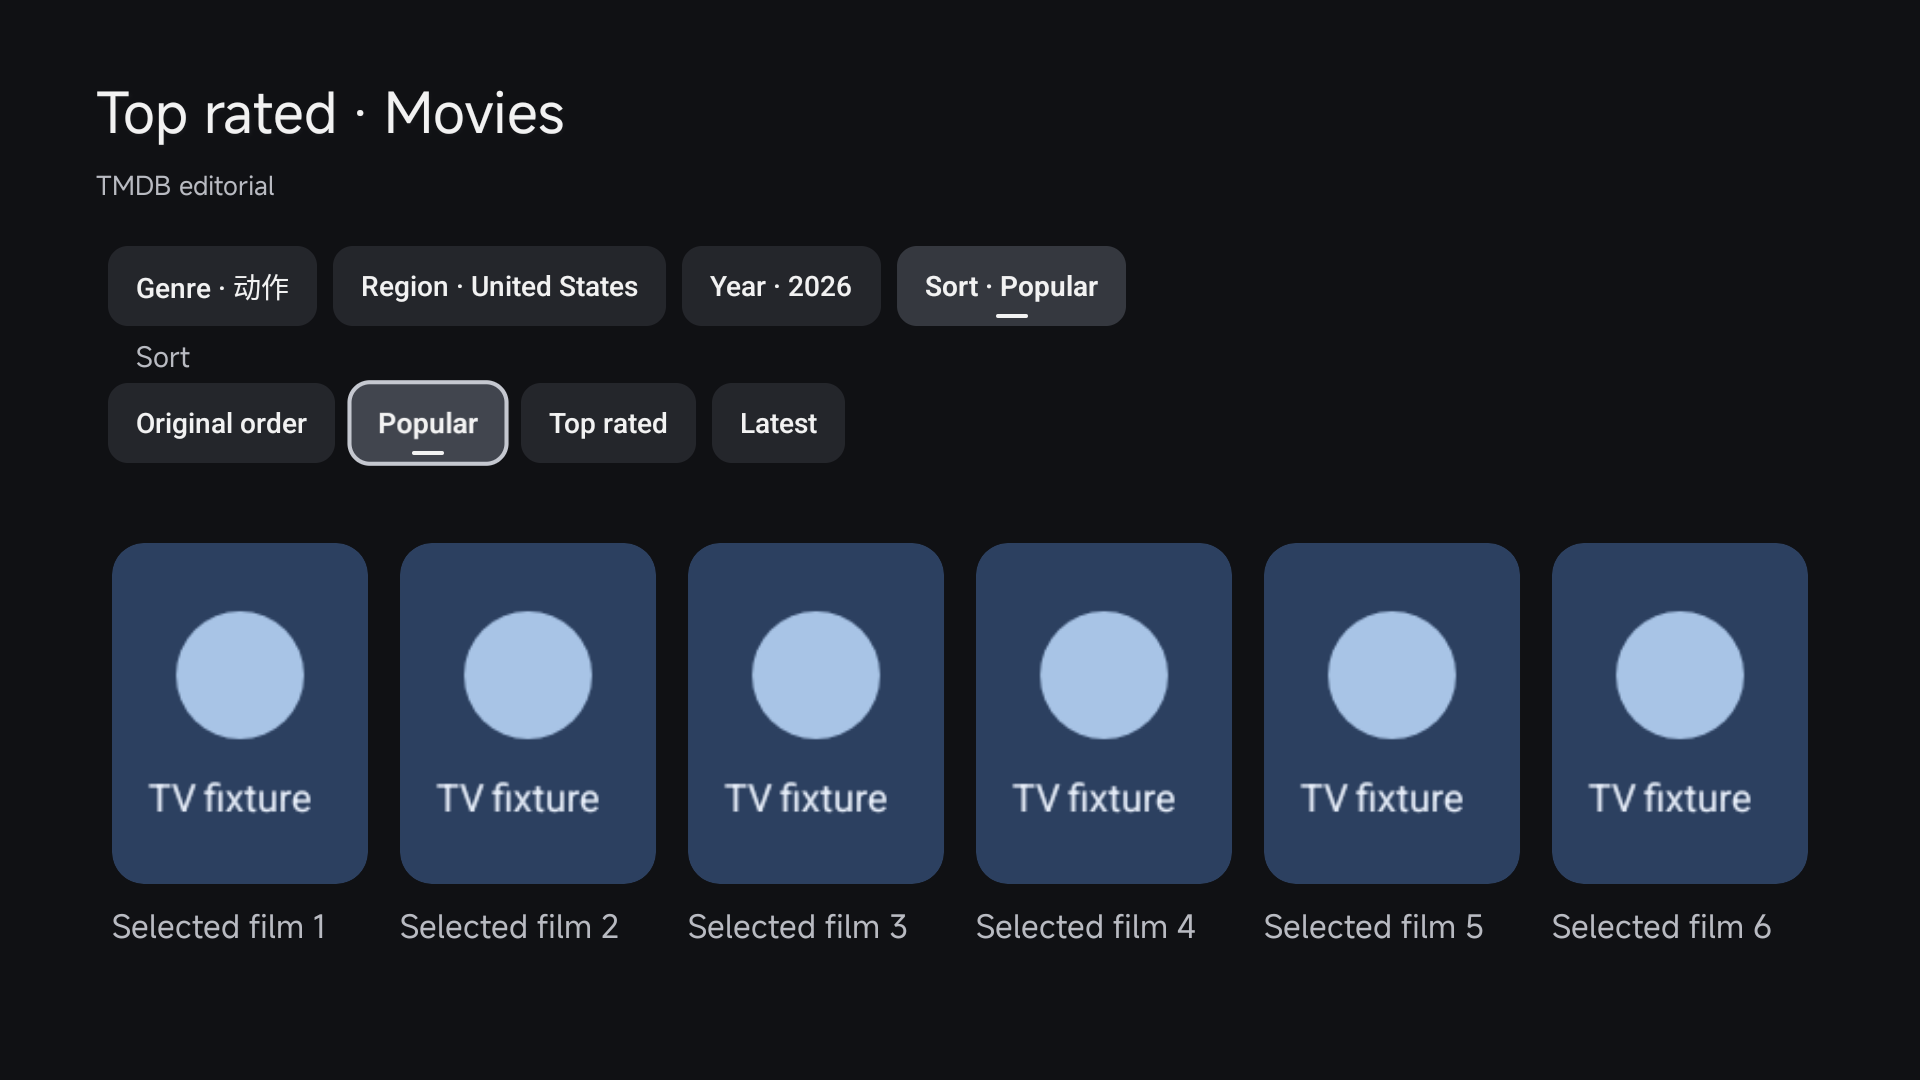 Top rated · Movies
TMDB editorial
Genre · 动作
Region · United States
Year · 2026
Sort · Popular
Sort
Original order
Popular
Top rated
Latest
TV fixture
TV fixture
TV fixture
TV fixture
TV fixture
TV fixture
Selected film 1
Selected film 2
Selected film 3
Selected film 4
Selected film 5
Selected film 6